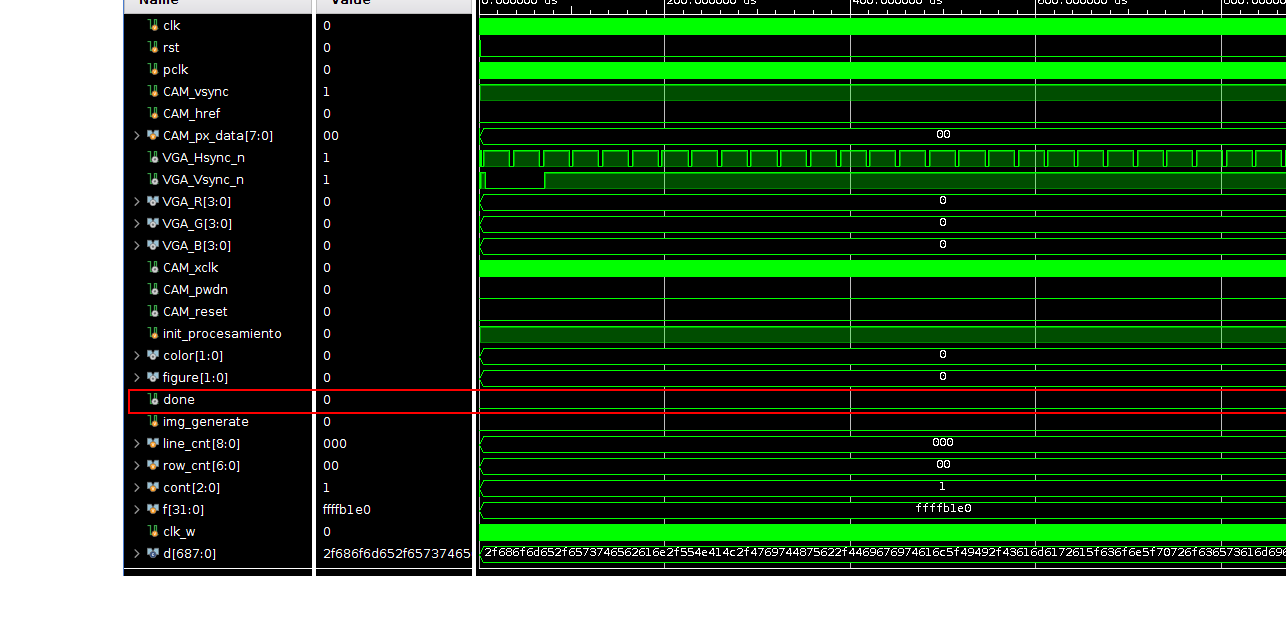 Name Value 0.000000 us 200.000000 us 400.000000 us 600.000000 us
clk 0
rst 0
pclk 0
CAM_vsync 1
CAM_href 0
CAM_px_data[7:0] 00 00
VGA_Hsync_n 1
VGA_Vsync_n 1
VGA_R[3:0] 0 0
VGA_G[3:0] 0 0
VGA_B[3:0] 0 0
CAM_xclk 0
CAM_pwdn 0
CAM_reset 0
init_procesamiento 0
color[1:0] 0 0
figure[1:0] 0 0
done 0
img_generate 0
line_cnt[8:0] 000 000
row_cnt[6:0] 00 00
cont[2:0] 1 1
f[31:0] ffffb1e0 ffffb1e0
clk_w 0
d[687:0] 2f686f6d652f65737465 2f686f6d652f6573746562616e2f554e414c2f4769744875622f4469676974616c5f49492f43616d6172615f636f6e5f70726f636573616d696